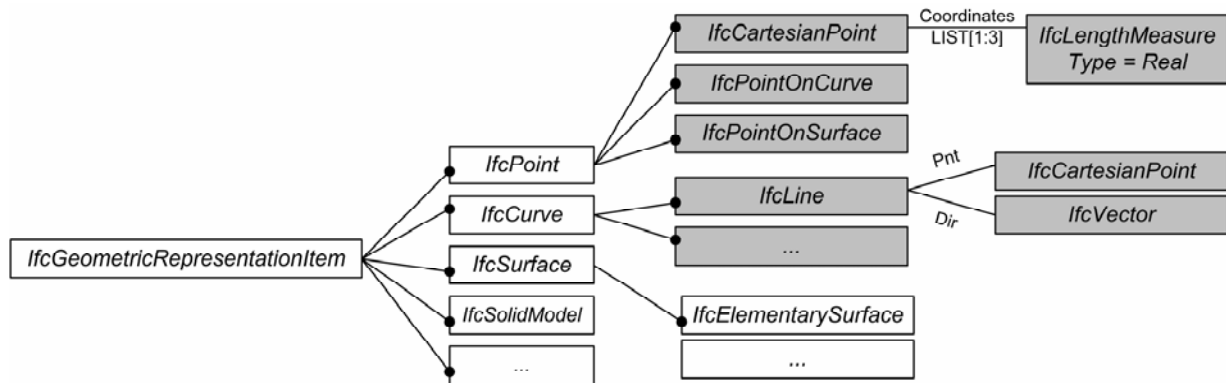 IfcGeometricRepresentationItem
IfcPoint
IfcCurve
IfcSurface
IfcSolidModel
...
IfcCartesianPoint
IfcPointOnCurve
IfcPointOnSurface
IfcLine
...
IfcElementarySurface
...
Coordinates
LIST[1:3]
IfcLengthMeasure
Type = Real
Pnt
IfcCartesianPoint
Dir
IfcVector